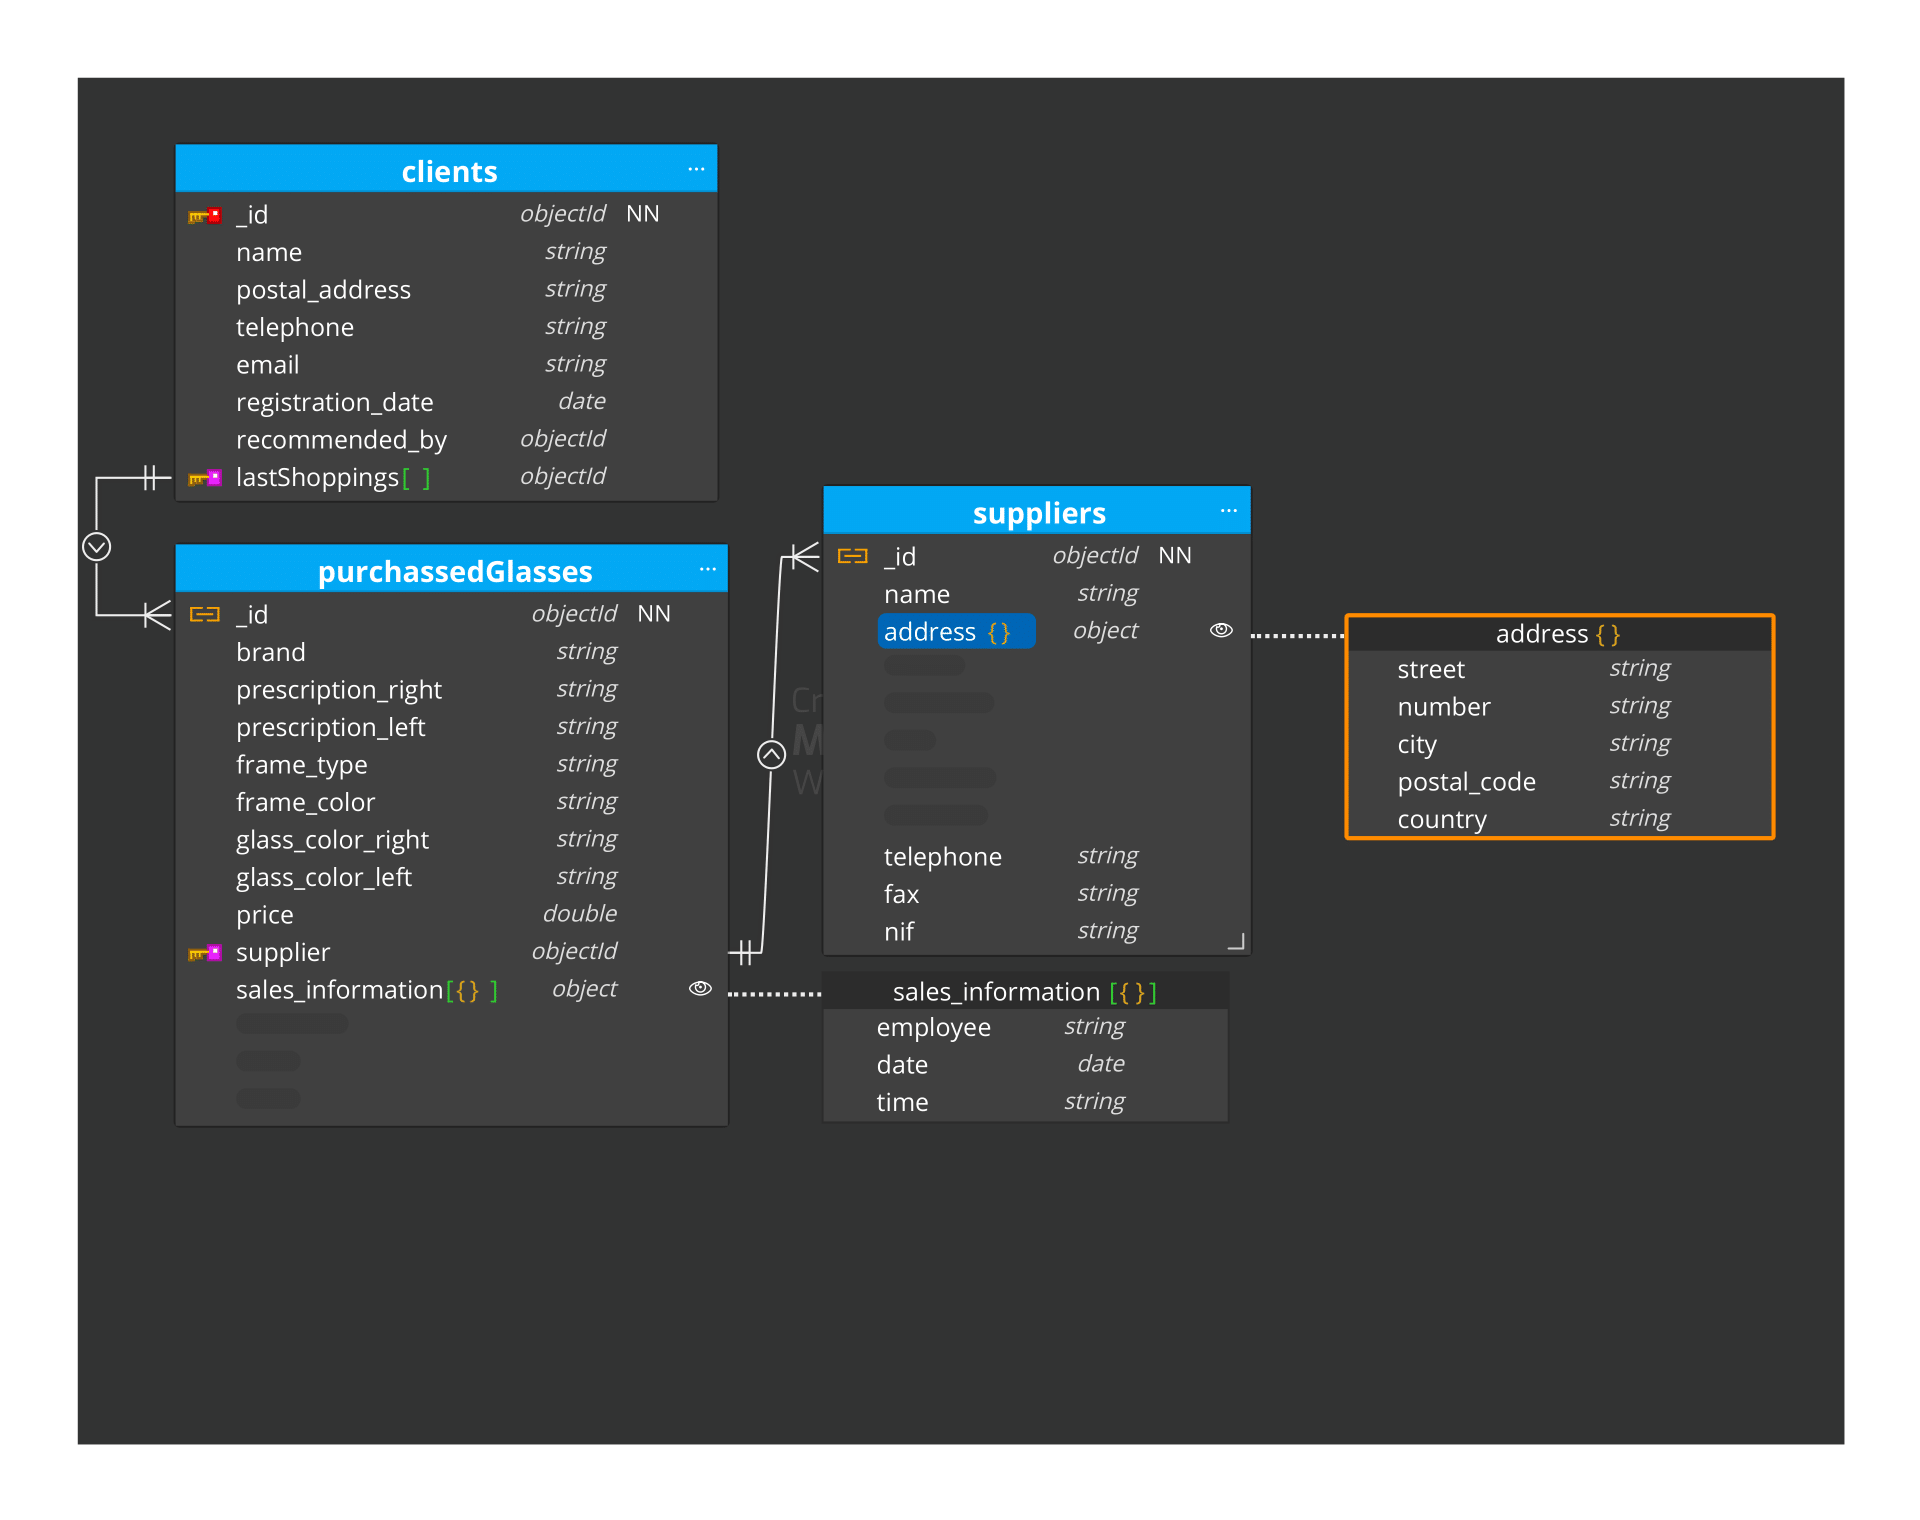 clients ...
_id objectId NN
name string
postal_address string
telephone string
email string
registration_date date
recommended_by objectId
lastShoppings[ ] objectId
purchassedGlasses ...
_id objectId NN
brand string
prescription_right string
prescription_left string
frame_type string
frame_color string
glass_color_right string
glass_color_left string
price double
supplier objectId
sales_information[{} ] object
suppliers ...
_id objectId NN
name string
address {} object
telephone string
fax string
nif string
address { }
street string
number string
city string
postal_code string
country string
sales_information [{ }]
employee string
date date
time string